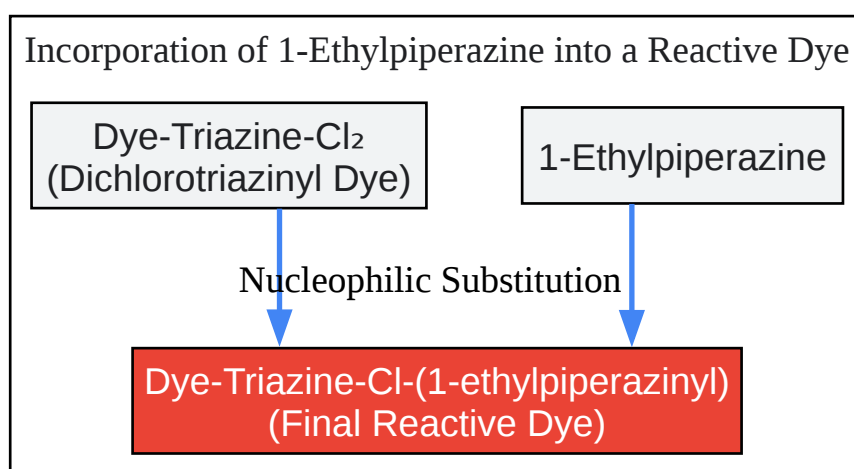 Incorporation of 1-Ethylpiperazine into a Reactive Dye
Dye-Triazine-Cl₂
(Dichlorotriazinyl Dye)
1-Ethylpiperazine
Nucleophilic Substitution
Dye-Triazine-Cl-(1-ethylpiperazinyl)
(Final Reactive Dye)